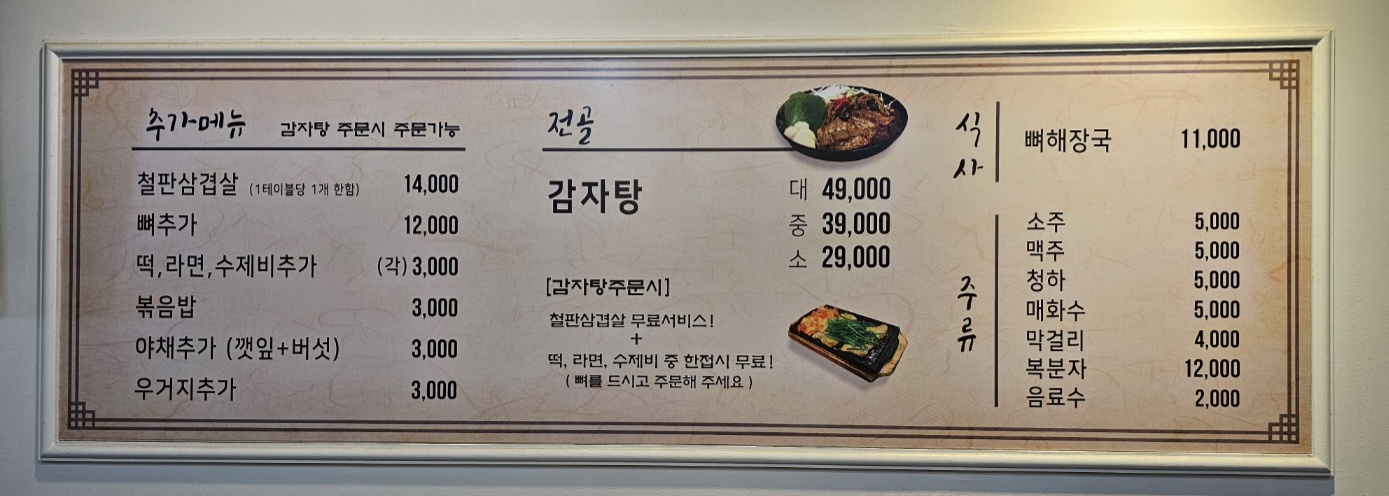 추가메뉴 감자탕 주문시 주문가능
철판삼겹살 (1테이블당 1개 한함) 14,000
뼈추가 12,000
떡,라면,수제비추가 (각) 3,000
볶음밥 3,000
야채추가 (깻잎+버섯) 3,000
우거지추가 3,000
전골
감자탕
대 49,000
중 39,000
소 29,000
[감자탕주문시]
철판삼겹살 무료서비스!
+
떡, 라면, 수제비 중 한접시 무료!
( 뼈를 드시고 주문해 주세요 )
식사
뼈해장국 11,000
주류
소주 5,000
맥주 5,000
청하 5,000
매화수 5,000
막걸리 4,000
복분자 12,000
음료수 2,000